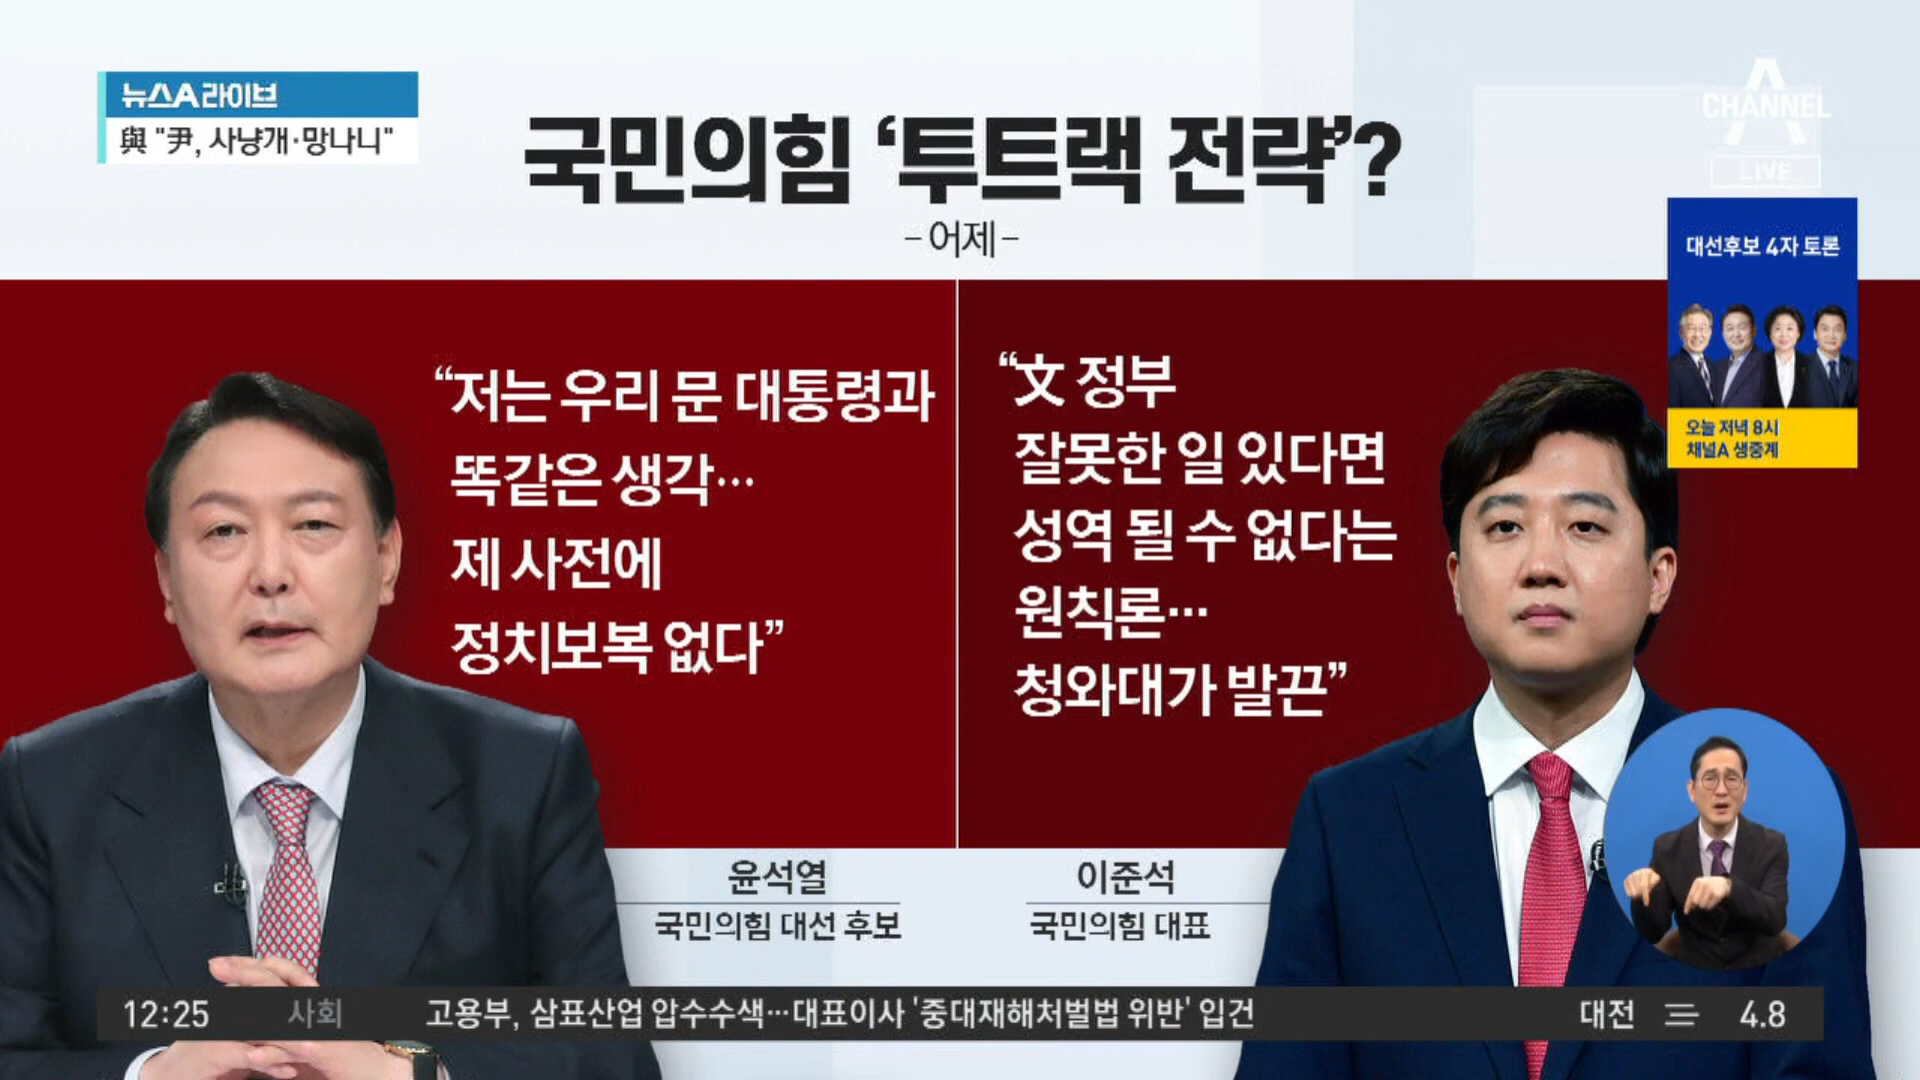 뉴스A라이브
與 "尹, 사냥개·망나니"
국민의힘 ‘투트랙 전략’?
-어제-
CHANNEL A
LIVE
대선후보 4자 토론
오늘 저녁 8시
채널A 생중계
“저는 우리 문 대통령과
똑같은 생각…
제 사전에
정치보복 없다”
“文 정부
잘못한 일 있다면
성역 될 수 없다는
원칙론…
청와대가 발끈”
윤석열
국민의힘 대선 후보
이준석
국민의힘 대표
12:25 사회 고용부, 삼표산업 압수수색…대표이사 '중대재해처벌법 위반' 입건 대전 4.8